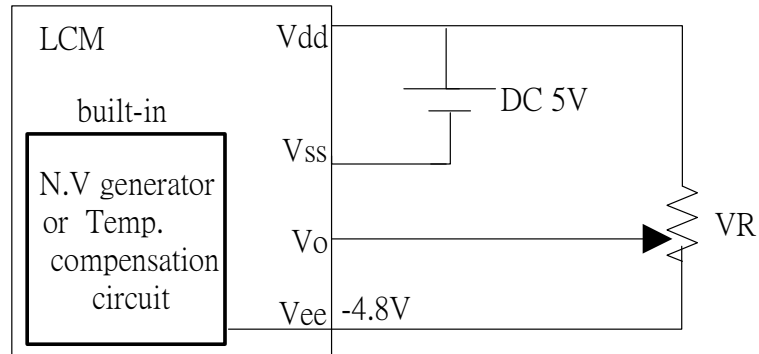 LCM
Vdd
DC 5V
built-in
Vss
N.V generator
or Temp.
compensation
circuit
Vo
VR
Vee
-4.8V